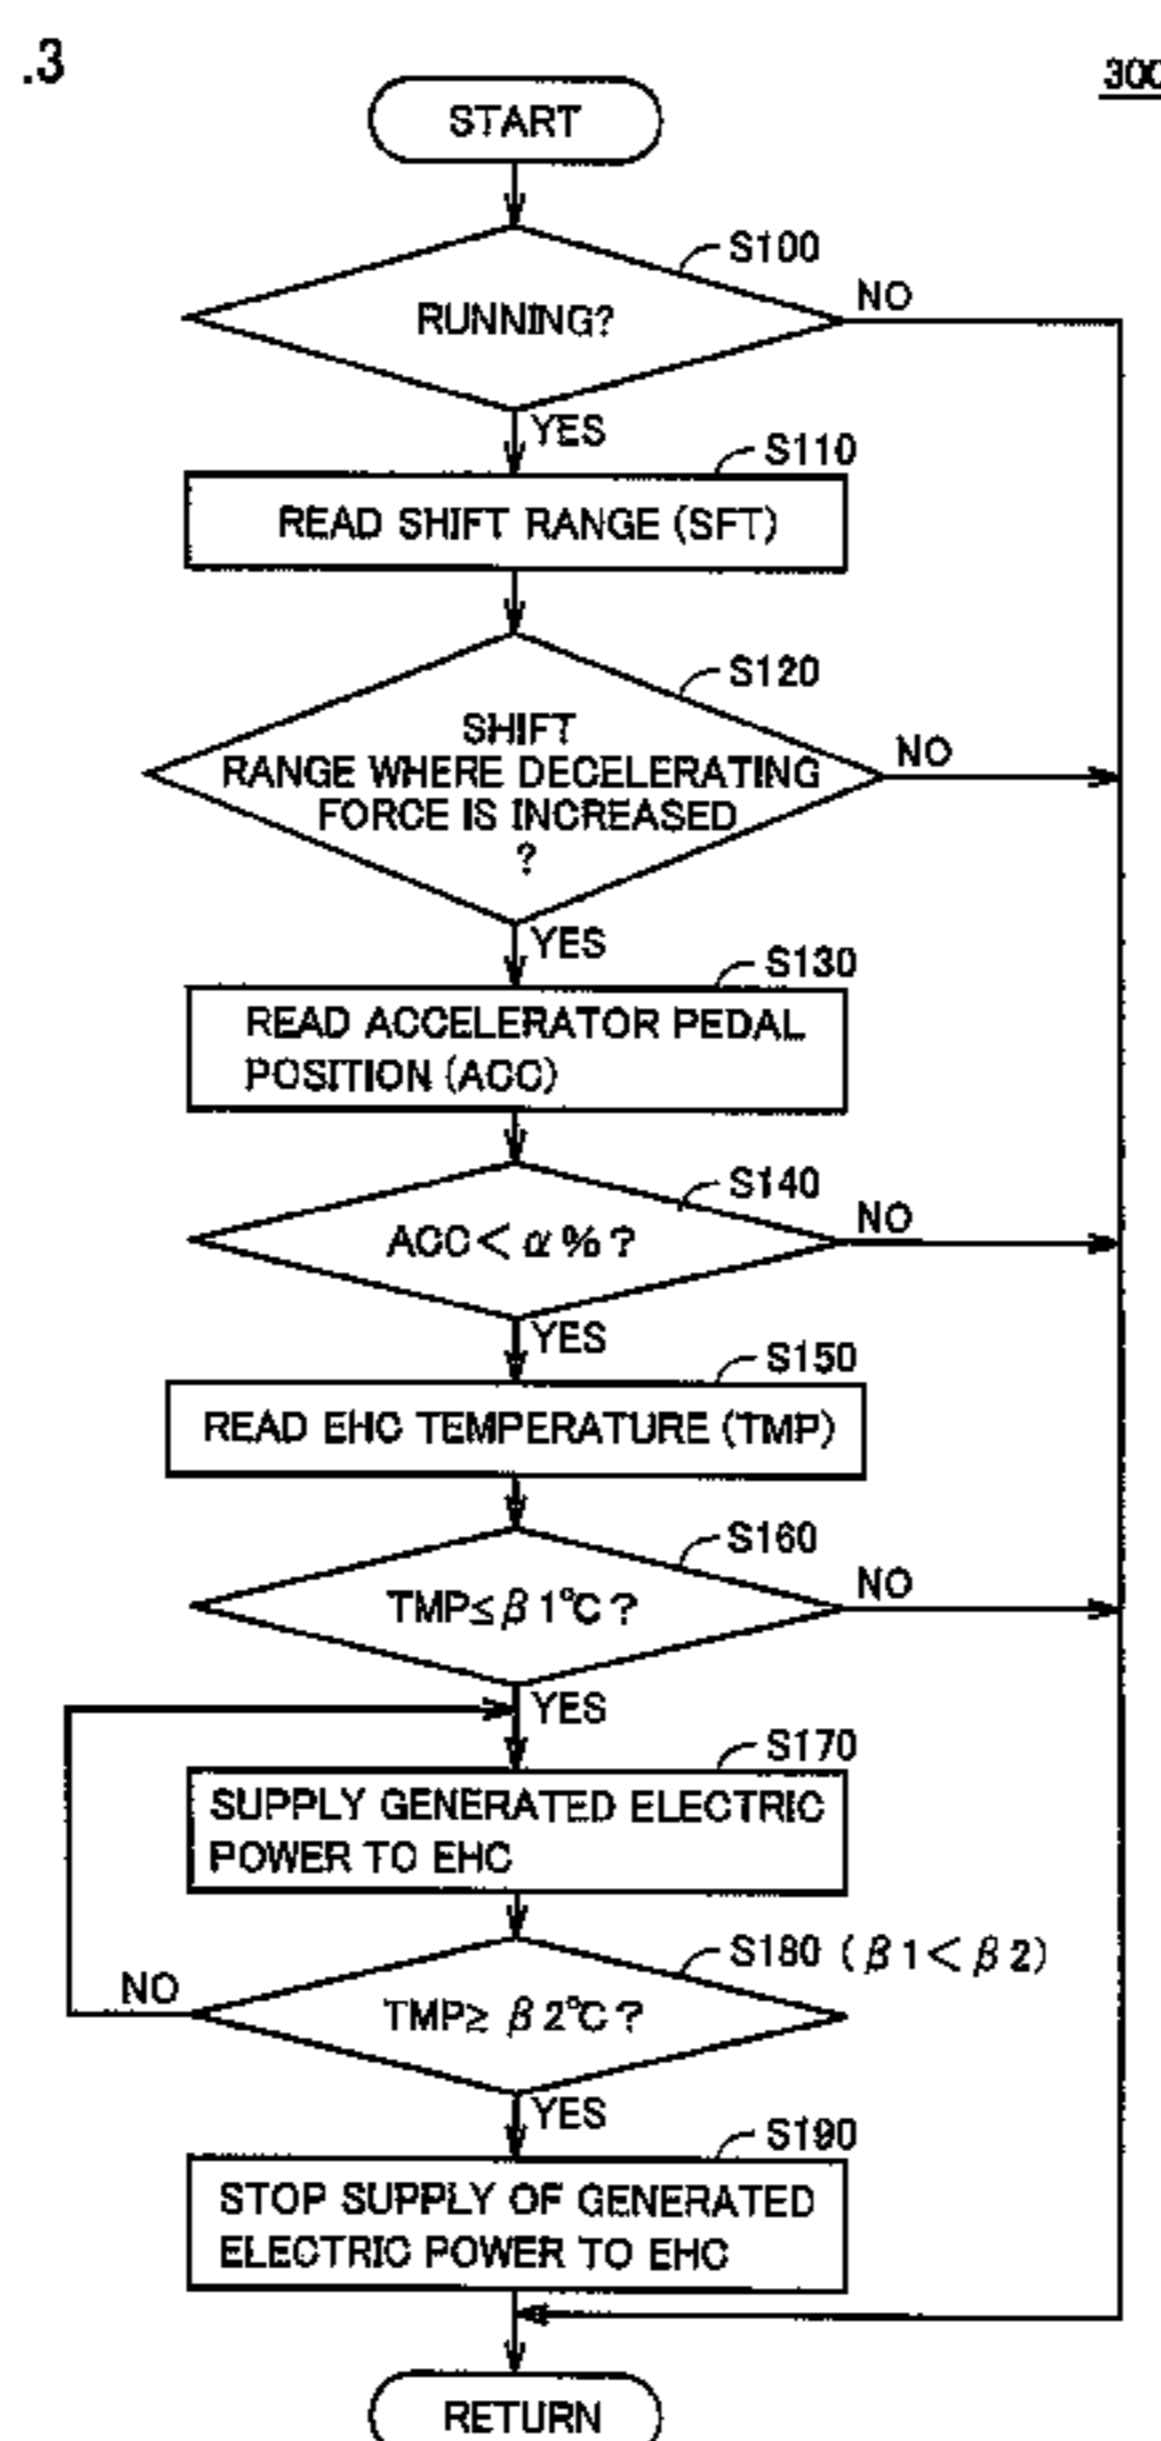 .3
300
START
S100
RUNNING?
NO
YES
S110
READ SHIFT RANGE (SFT)
S120
SHIFT
RANGE WHERE DECELERATING
FORCE IS INCREASED
?
NO
YES
S130
READ ACCELERATOR PEDAL
POSITION (ACC)
S140
ACC < α % ?
NO
YES
S150
READ EHC TEMPERATURE (TMP)
S160
TMP≤ β 1℃ ?
NO
YES
S170
SUPPLY GENERATED ELECTRIC
POWER TO EHC
S180 ( β 1 < β 2)
NO
TMP≥ β 2℃ ?
YES
S190
STOP SUPPLY OF GENERATED
ELECTRIC POWER TO EHC
RETURN